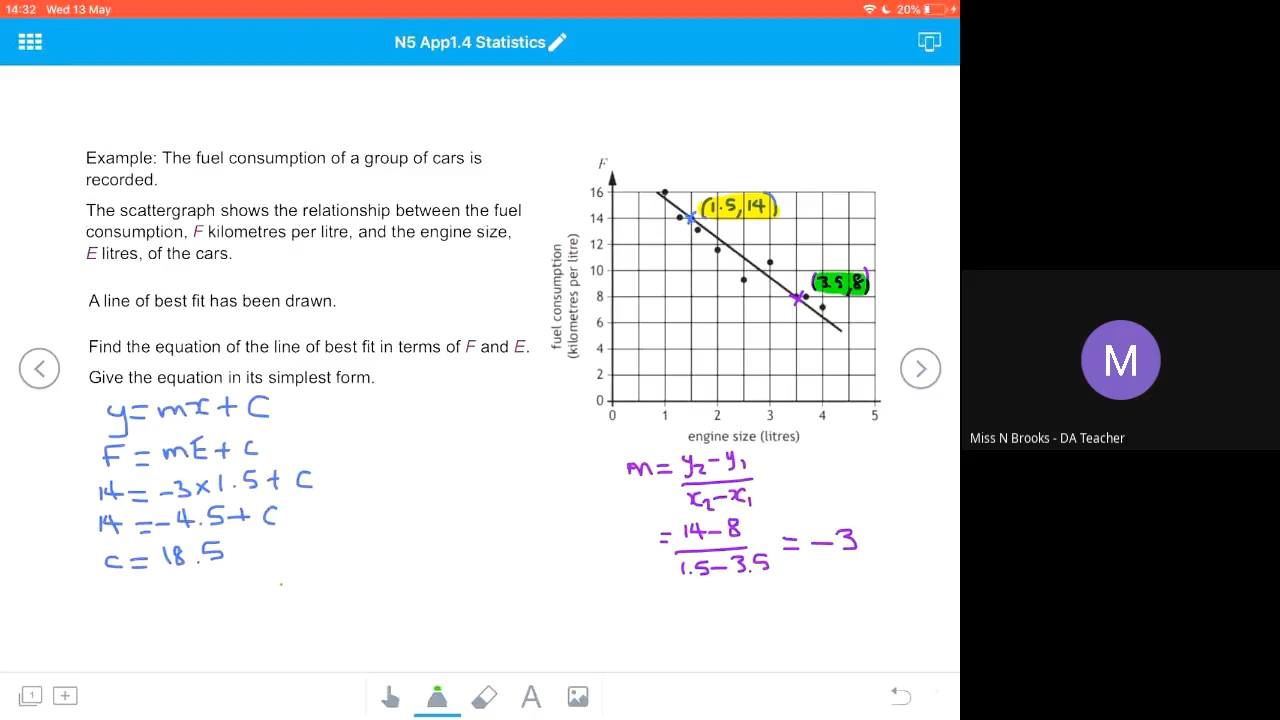 14:32 Wed 13 May
20%
N5 App1.4 Statistics
Example: The fuel consumption of a group of cars is
recorded.
The scattergraph shows the relationship between the fuel
consumption, F kilometres per litre, and the engine size,
E litres, of the cars.
A line of best fit has been drawn.
Find the equation of the line of best fit in terms of F and E.
Give the equation in its simplest form.
y = mx + C
F = mE + C
14 = -3 × 1.5 + C
14 = -4.5 + C
C = 18.5
F
16
14
12
10
8
6
4
2
0
0 1 2 3 4 5
fuel consumption
(kilometres per litre)
engine size (litres)
(1.5, 14)
(3.5, 8)
m = y₂ - y₁
x₂ - x₁
= 14 - 8 = -3
1.5 - 3.5
M
Miss N Brooks - DA Teacher
1
A